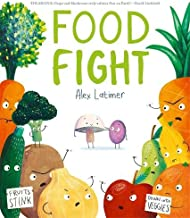 FOOD
FIGHT
Alex Latimer
FRUITS
STINK
DOWN WITH
VEGGIES